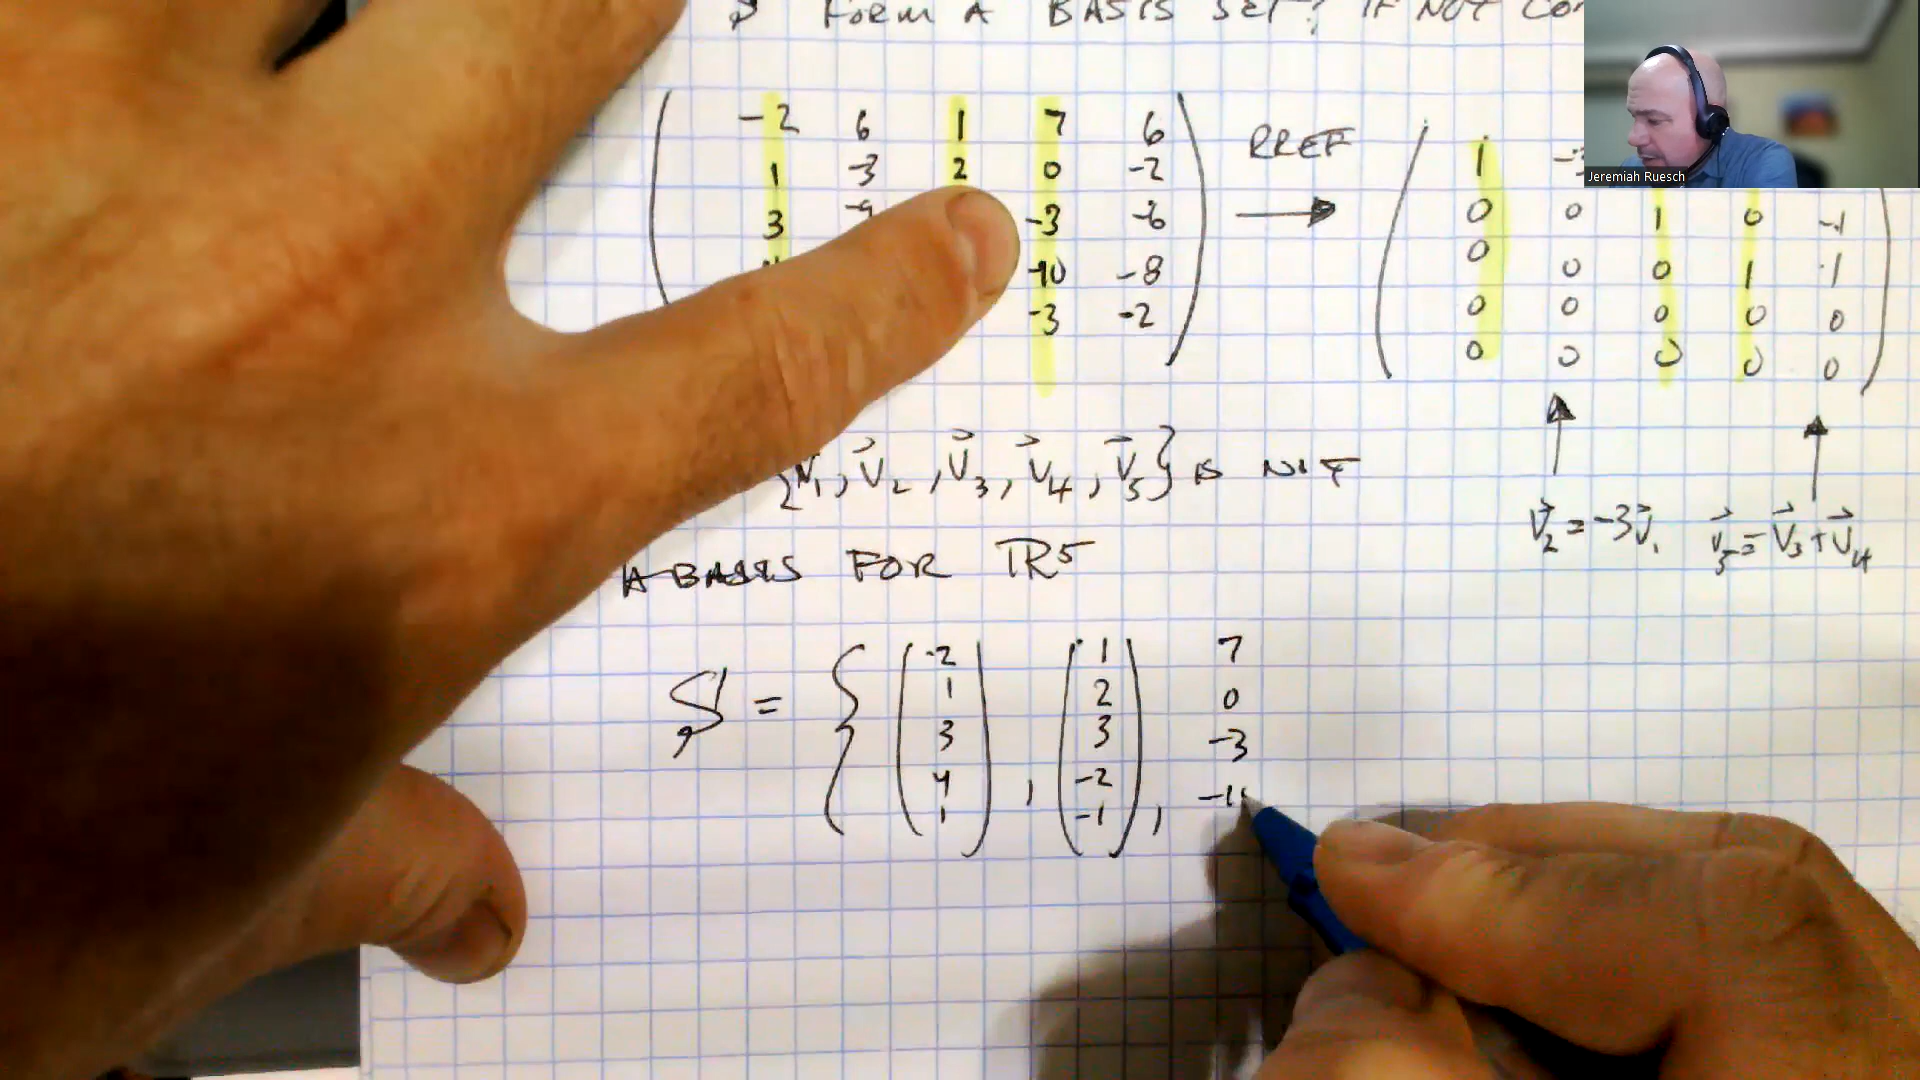 S FORM A BASIS SET? IF NOT CO
-2 6 1 7 6
1 -3 2 0 -2
3 -9 -3 -6
-10 -8
-3 -2
RREF
1
0 0 1 0 -1
0 0 0 1 1
0 0 0 0 0
0 0 0 0 0
Jeremiah Ruesch
{V1, V2, V3, V4, V5} IS NOT
A BASIS FOR R5
V2 = -3V1
V5 = V3 + V4
S = { (-2 1 3 4 1), (1 2 3 -2 -1), 7 0 -3